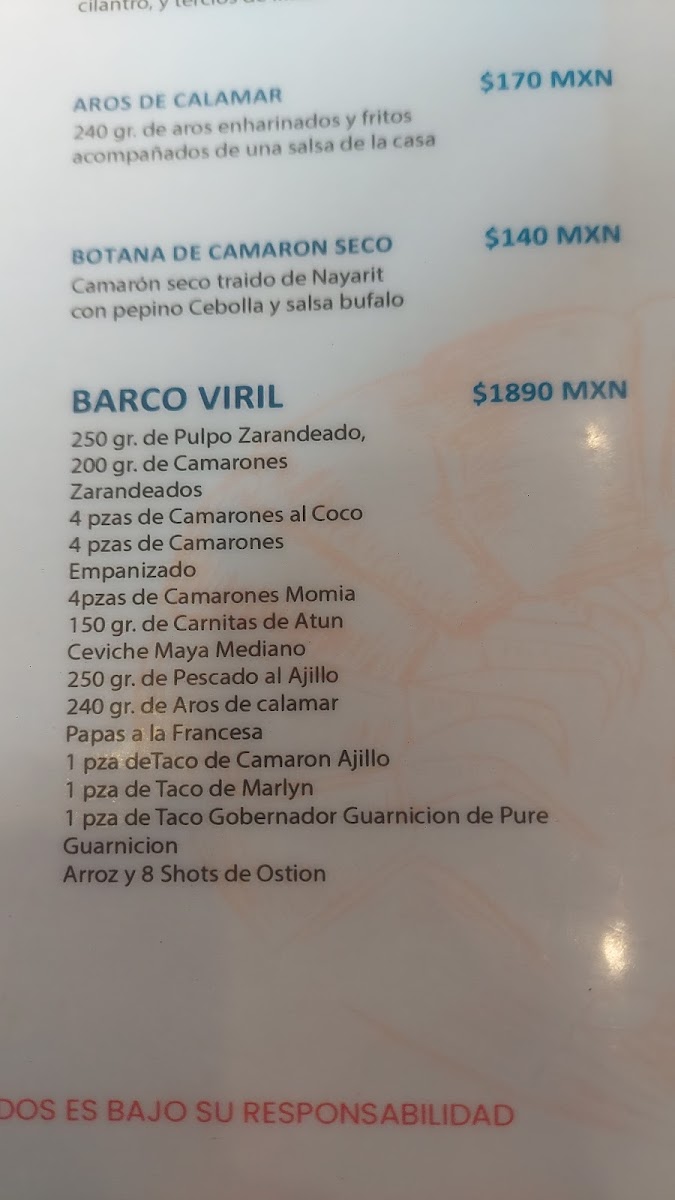 cilantro, y
AROS DE CALAMAR
$170 MXN
240 gr. de aros enharinados y fritos
acompañados de una salsa de la casa
BOTANA DE CAMARON SECO
$140 MXN
Camarón seco traido de Nayarit
con pepino Cebolla y salsa bufalo
BARCO VIRIL
$1890 MXN
250 gr. de Pulpo Zarandeado,
200 gr. de Camarones
Zarandeados
4 pzas de Camarones al Coco
4 pzas de Camarones
Empanizado
4pzas de Camarones Momia
150 gr. de Carnitas de Atun
Ceviche Maya Mediano
250 gr. de Pescado al Ajillo
240 gr. de Aros de calamar
Papas a la Francesa
1 pza deTaco de Camaron Ajillo
1 pza de Taco de Marlyn
1 pza de Taco Gobernador Guarnicion de Pure
Guarnicion
Arroz y 8 Shots de Ostion
DOS ES BAJO SU RESPONSABILIDAD